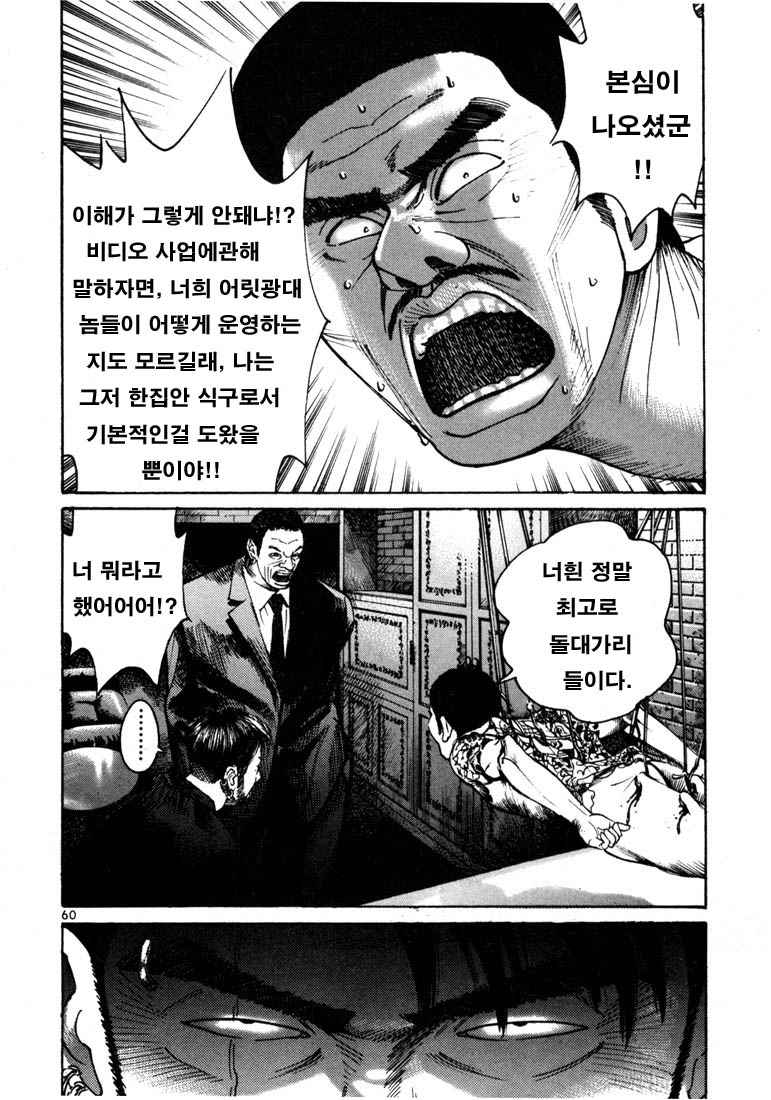 본심이
나오셨군
!!
이해가 그렇게 안돼냐!?
비디오 사업에관해
말하자면, 너희 어릿광대
놈들이 어떻게 운영하는
지도 모르길래, 나는
그저 한집안 식구로서
기본적인걸 도왔을
뿐이야!!
너힌 정말
최고로
돌대가리
들이다.
너 뭐라고
했어어어!?
………
60